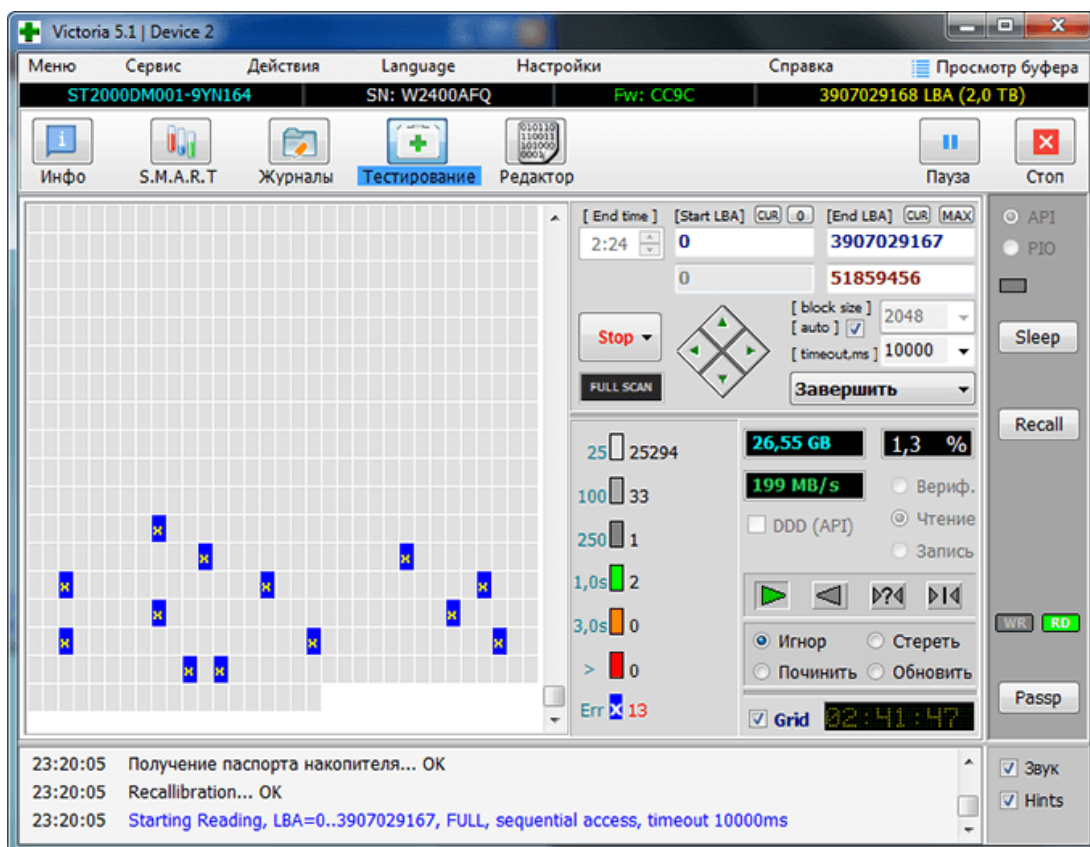 Victoria 5.1 | Device 2
Меню Сервис Действия Language Настройки Справка Просмотр буфера
ST2000DM001-9YN164 SN: W2400AFQ Fw: CC9C 3907029168 LBA (2,0 TB)
Инфо S.M.A.R.T Журналы Тестирование Редактор Пауза Стоп
[ End time ] [Start LBA] CUR 0 [End LBA] CUR MAX
2:24 0 3907029167
0 51859456
[ block size ] 2048
[ auto ]
[ timeout,ms ] 10000
Stop
FULL SCAN Завершить
25 25294
100 33
250 1
1,0s 2
3,0s 0
> 0
Err x 13
26,55 GB 1,3 %
199 MB/s Вериф.
DDD (API) Чтение
Запись
Игнор Стереть
Починить Обновить
Grid 02:41:47
API
PIO
Sleep
Recall
WR RD
Passp
23:20:05 Получение паспорта накопителя... OK
23:20:05 Recallibration... OK
23:20:05 Starting Reading, LBA=0..3907029167, FULL, sequential access, timeout 10000ms
Звук
Hints